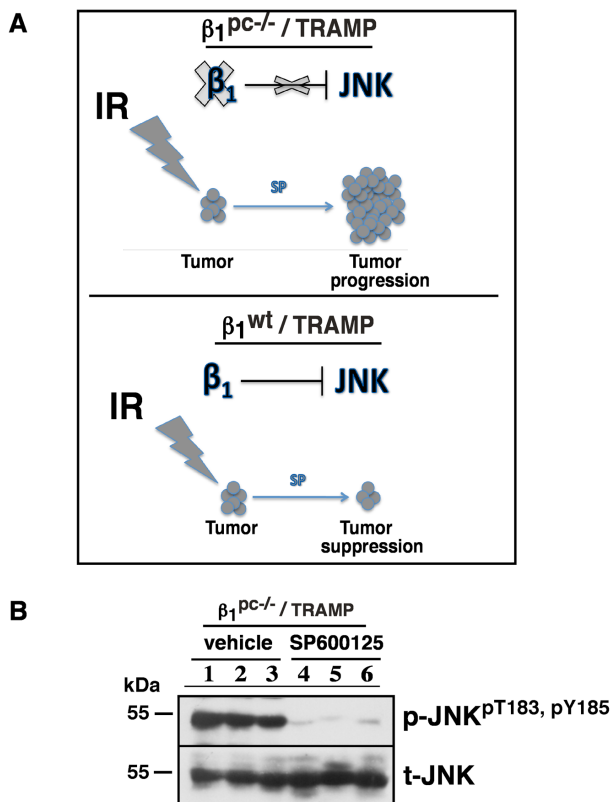 A
β1pc-/- / TRAMP
β1 JNK
IR
SP
Tumor Tumor
progression
β1wt / TRAMP
β1 JNK
IR
SP
Tumor Tumor
suppression
B
β1pc-/- / TRAMP
vehicle SP600125
1 2 3 4 5 6
kDa
55 p-JNKpT183, pY185
55 t-JNK